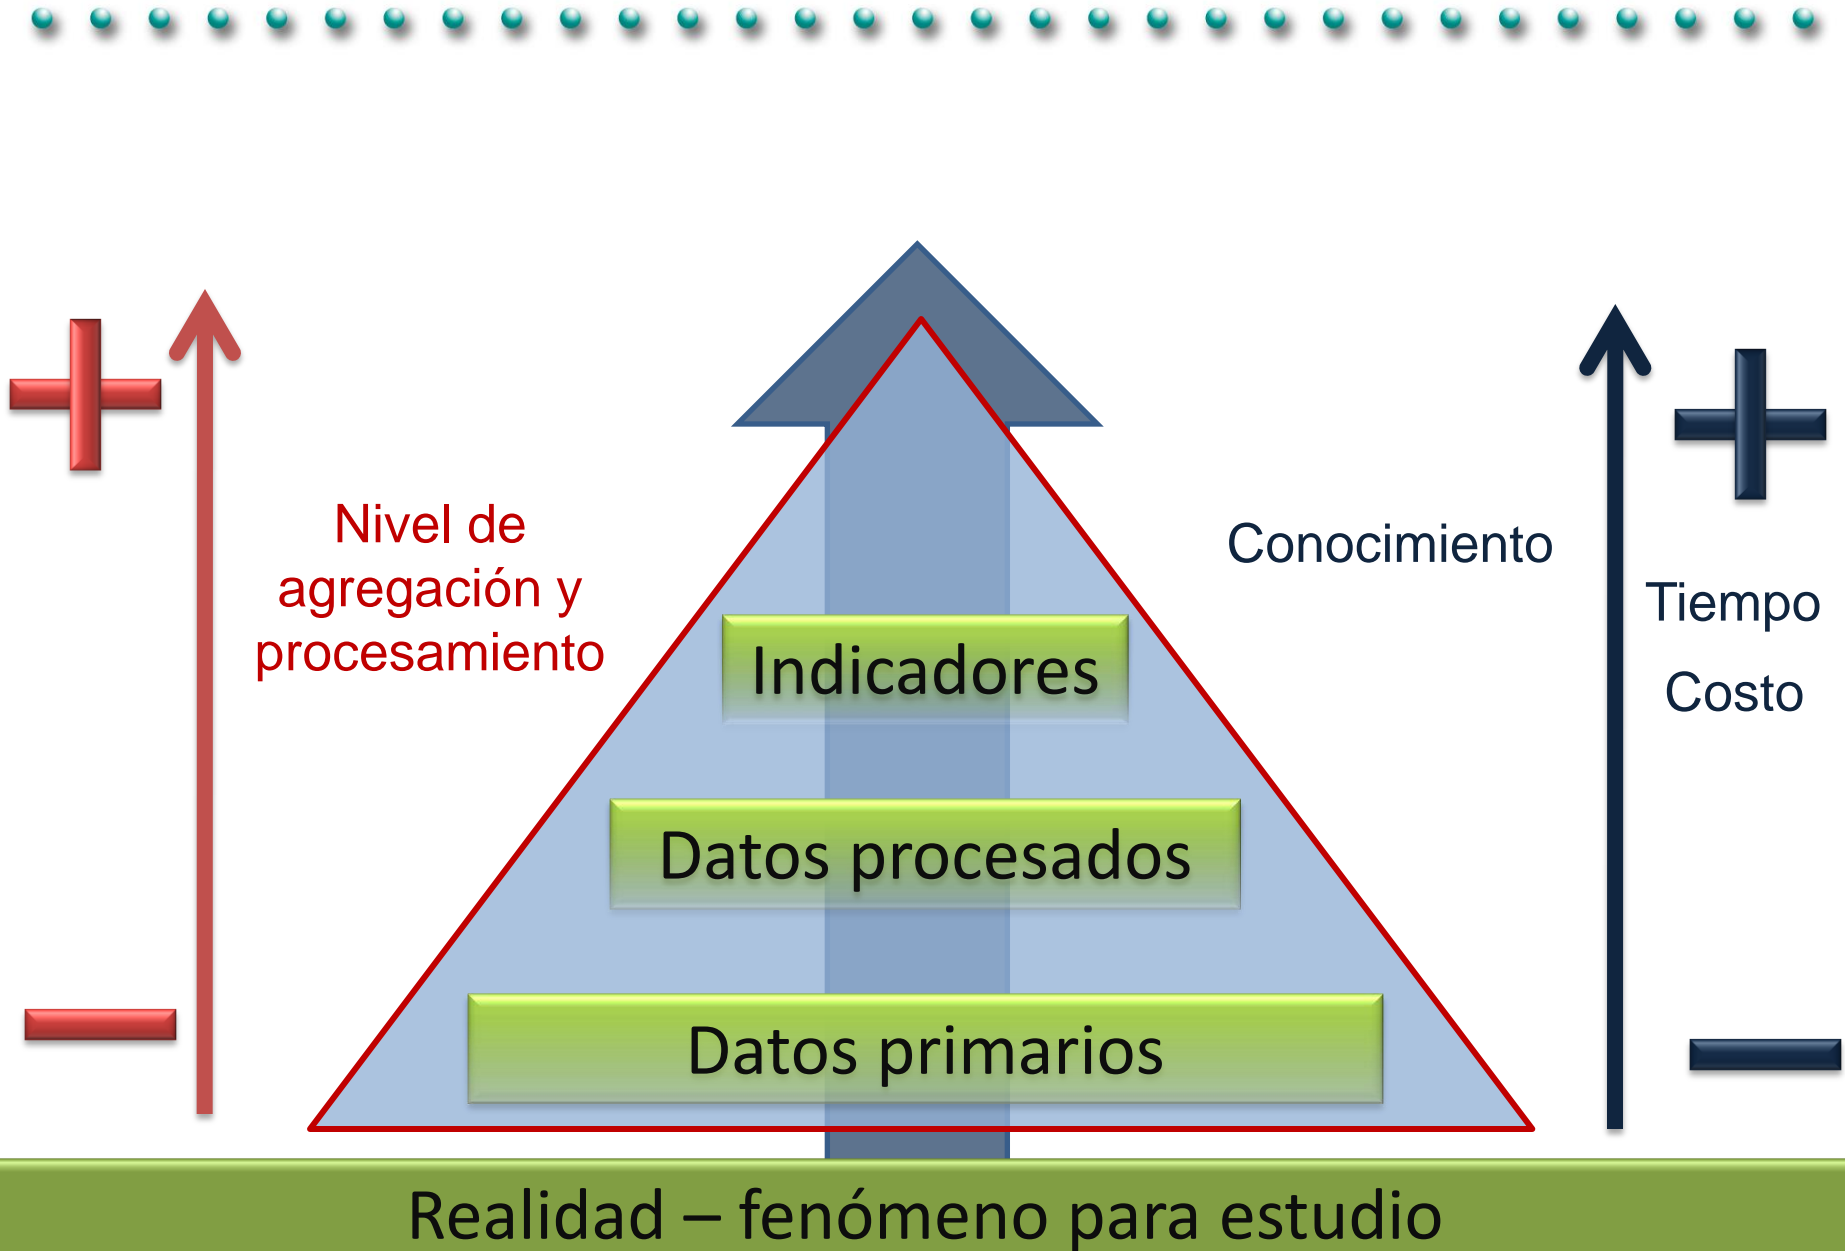 Nivel de
agregación y
procesamiento
Conocimiento
Tiempo
Costo
Indicadores
Datos procesados
Datos primarios
Realidad – fenómeno para estudio